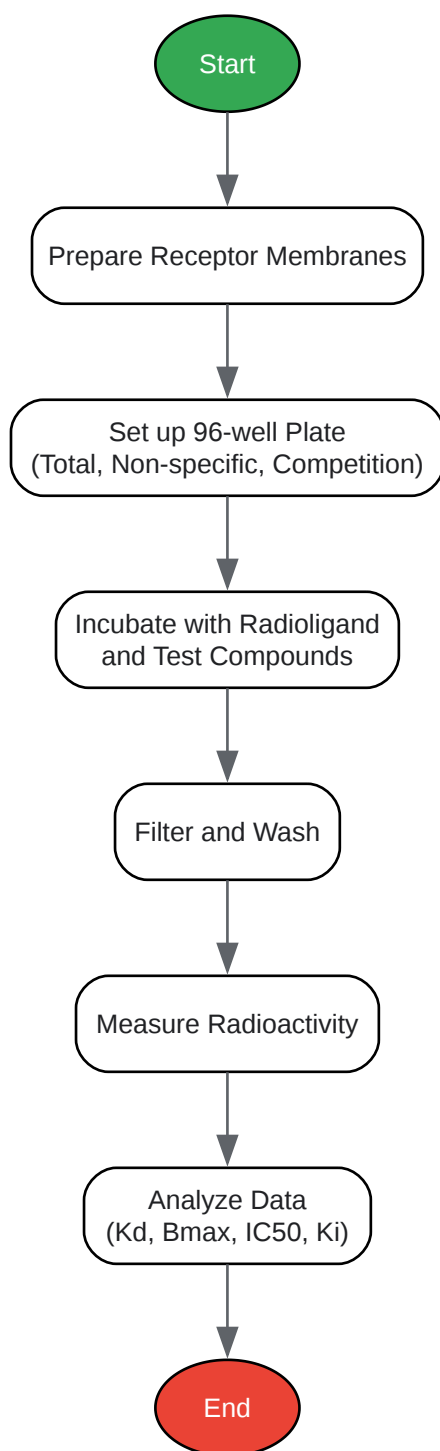 Start
Prepare Receptor Membranes
Set up 96-well Plate
(Total, Non-specific, Competition)
Incubate with Radioligand
and Test Compounds
Filter and Wash
Measure Radioactivity
Analyze Data
(Kd, Bmax, IC50, Ki)
End